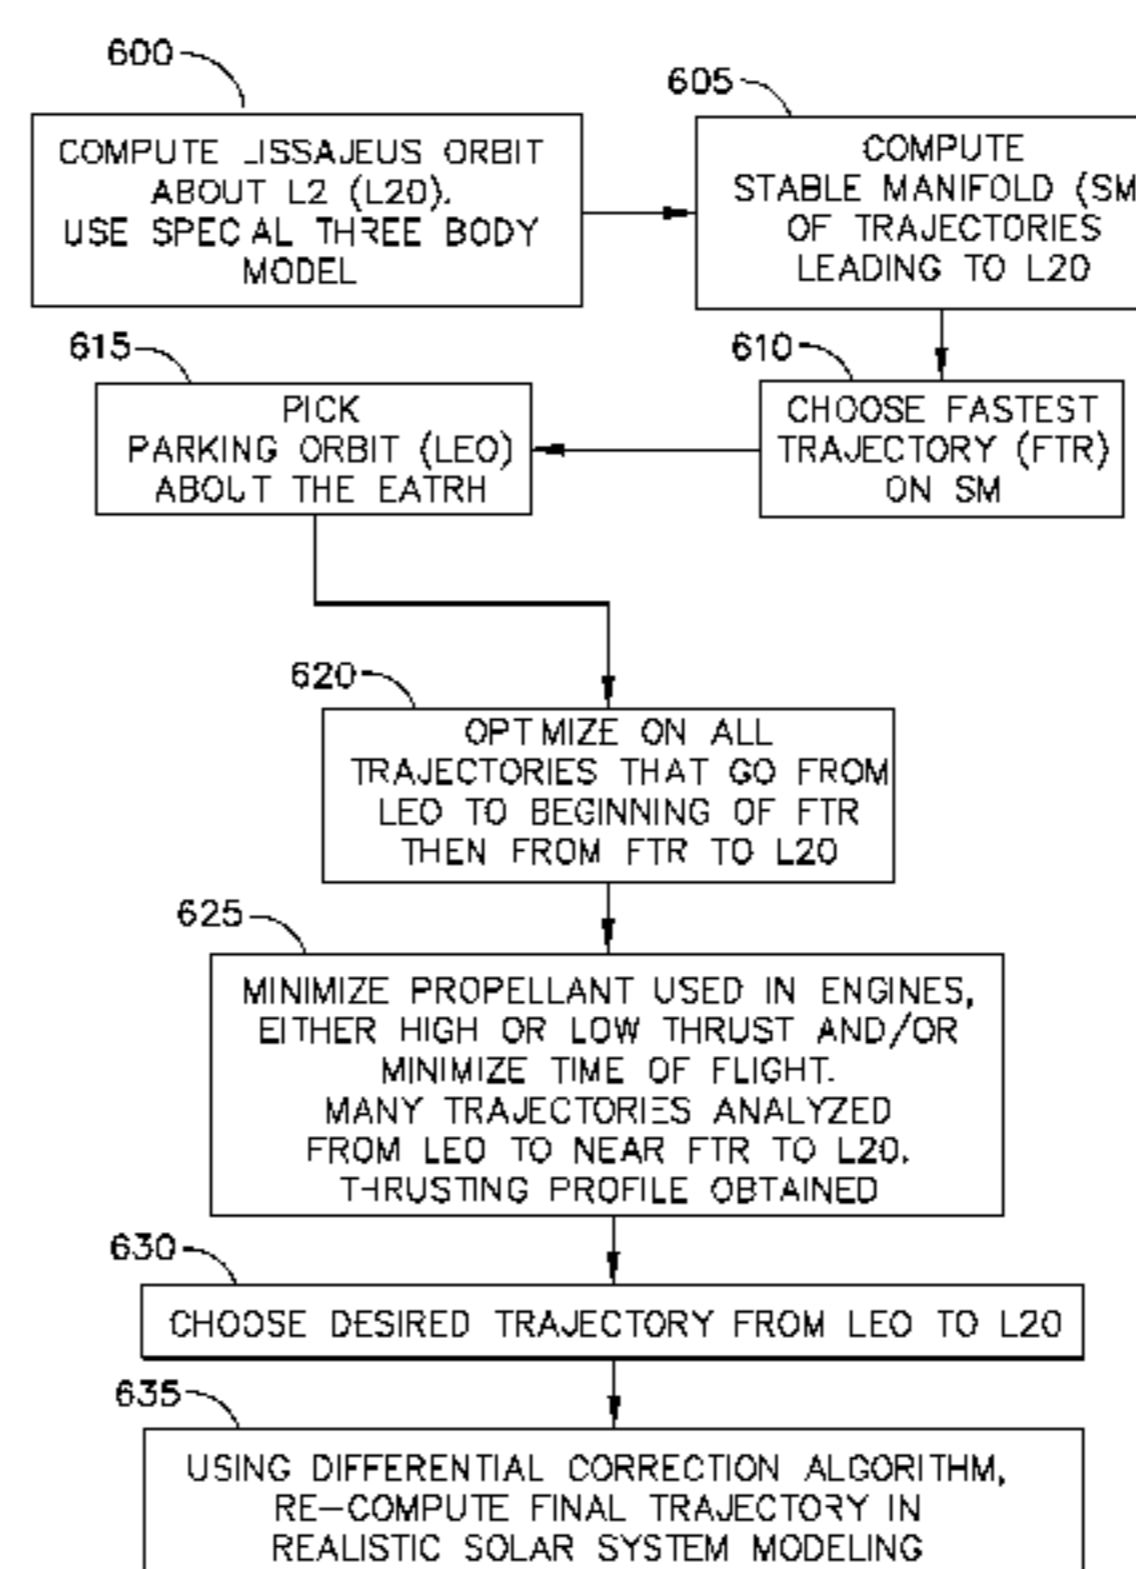 600
COMPUTE LISSAJEUS ORBIT
ABOUT L2 (L20).
USE SPECIAL THREE BODY
MODEL
605
COMPUTE
STABLE MANIFOLD (SM
OF TRAJECTORIES
LEADING TO L20
610
CHOOSE FASTEST
TRAJECTORY (FTR)
ON SM
615
PICK
PARKING ORBIT (LEO)
ABOUT THE EATRH
620
OPTIMIZE ON ALL
TRAJECTORIES THAT GO FROM
LEO TO BEGINNING OF FTR
THEN FROM FTR TO L20
625
MINIMIZE PROPELLANT USED IN ENGINES,
EITHER HIGH OR LOW THRUST AND/OR
MINIMIZE TIME OF FLIGHT.
MANY TRAJECTORIES ANALYZED
FROM LEO TO NEAR FTR TO L20.
THRUSTING PROFILE OBTAINED
630
CHOOSE DESIRED TRAJECTORY FROM LEO TO L20
635
USING DIFFERENTIAL CORRECTION ALGORITHM,
RE-COMPUTE FINAL TRAJECTORY IN
REALISTIC SOLAR SYSTEM MODELING